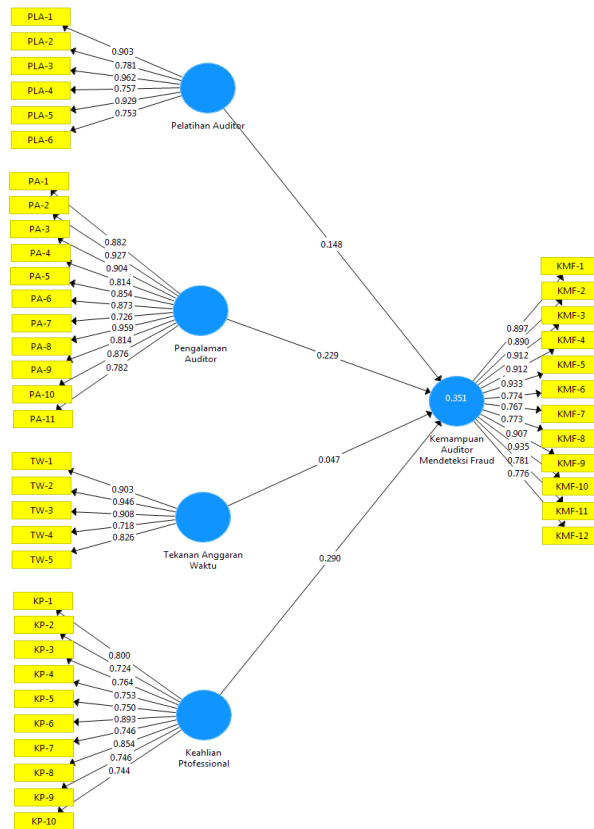 PLA-1
PLA-2
PLA-3
PLA-4
PLA-5
PLA-6
0.903
0.781
0.962
0.757
0.929
0.753
Pelatihan Auditor
PA-1
PA-2
PA-3
PA-4
PA-5
PA-6
PA-7
PA-8
PA-9
PA-10
PA-11
0.882
0.927
0.904
0.814
0.854
0.873
0.726
0.959
0.814
0.876
0.782
Pengalaman
Auditor
TW-1
TW-2
TW-3
TW-4
TW-5
0.903
0.946
0.908
0.718
0.826
Tekanan Anggaran
Waktu
KP-1
KP-2
KP-3
KP-4
KP-5
KP-6
KP-7
KP-8
KP-9
KP-10
0.800
0.724
0.764
0.753
0.750
0.893
0.746
0.854
0.746
0.744
Keahlian
Ptofessional
0.148
0.229
0.047
0.290
0.351
Kemampuan
Auditor
Mendeteksi Fraud
0.897
0.890
0.912
0.912
0.933
0.774
0.767
0.773
0.907
0.935
0.781
0.776
KMF-1
KMF-2
KMF-3
KMF-4
KMF-5
KMF-6
KMF-7
KMF-8
KMF-9
KMF-10
KMF-11
KMF-12